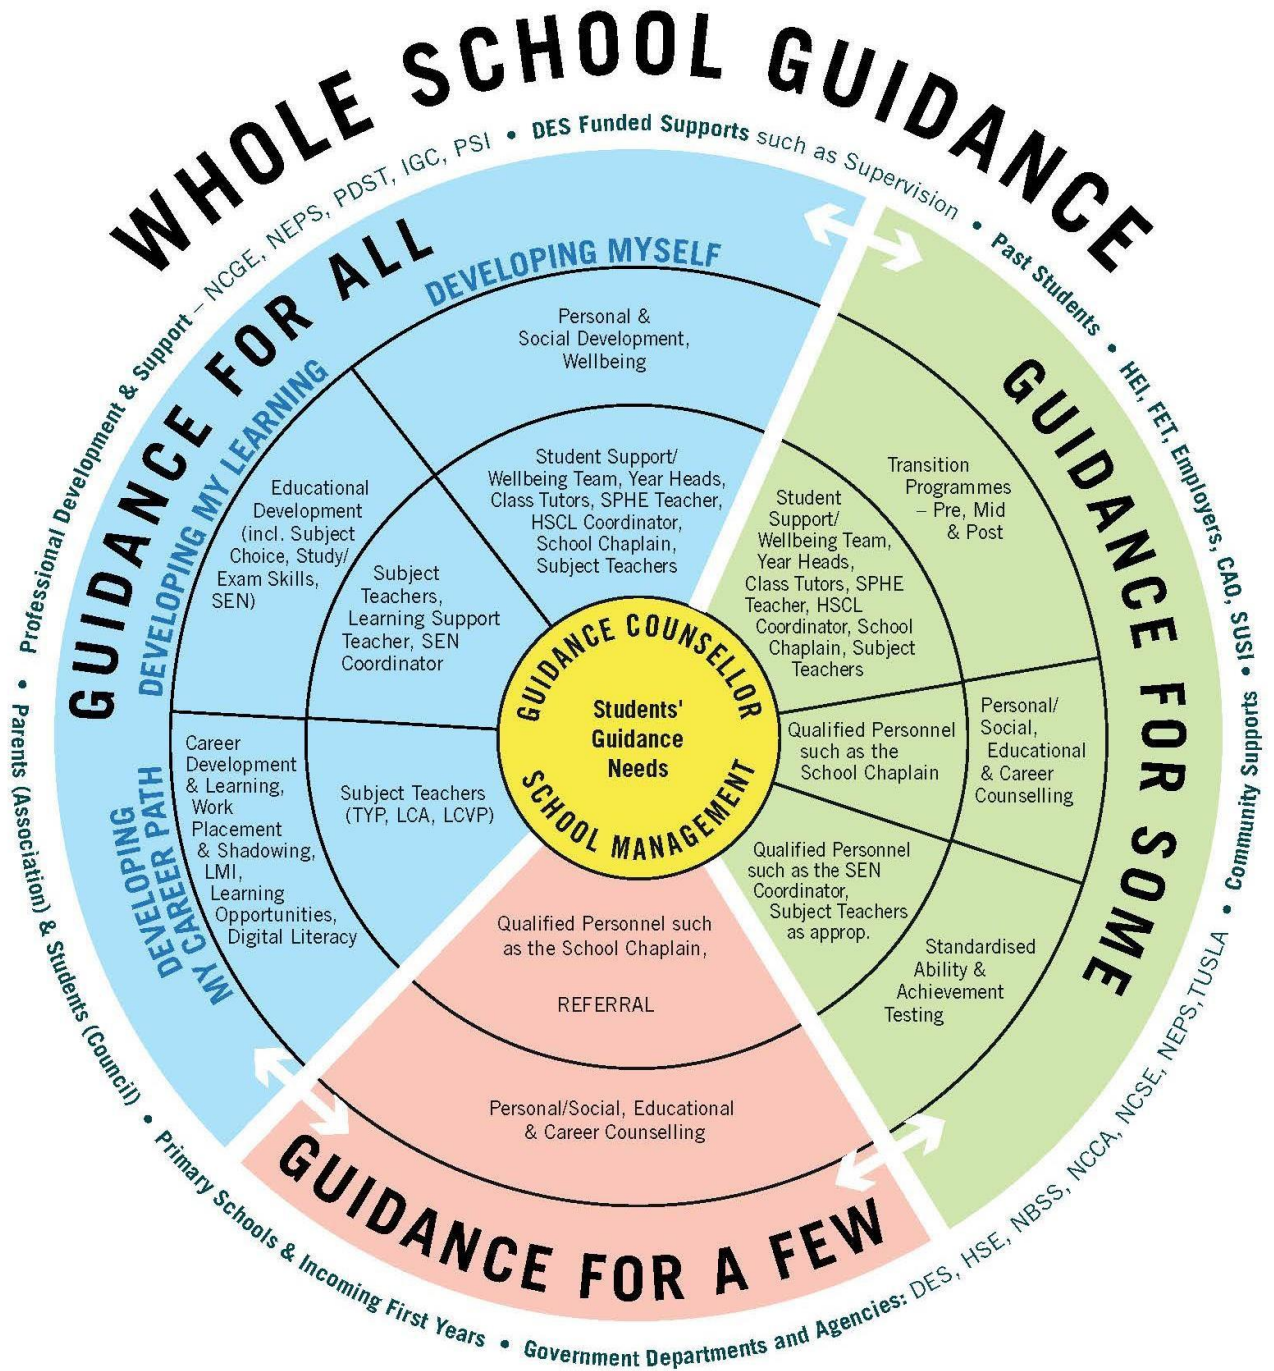 WHOLE SCHOOL GUIDANCE
Professional Development & Support – NCGE, NEPS, PDST, IGC, PSI • DES Funded Supports such as Supervision • Past Students • HEI, FET, Employers, CAO, SUSI • Community Supports •
Government Departments and Agencies: DES, HSE, NBSS, NCCA, NCSE, NEPS, TUSLA
• Primary Schools & Incoming First Years •
Parents (Association) & Students (Council) •
GUIDANCE FOR ALL
DEVELOPING MYSELF
Personal &
Social Development,
Wellbeing
Student Support/
Wellbeing Team, Year Heads,
Class Tutors, SPHE Teacher,
HSCL Coordinator,
School Chaplain,
Subject Teachers
DEVELOPING MY LEARNING
Educational
Development
(incl. Subject
Choice, Study/
Exam Skills,
SEN)
Subject
Teachers,
Learning Support
Teacher, SEN
Coordinator
DEVELOPING
MY CAREER PATH
Career
Development
& Learning,
Work
Placement
& Shadowing,
LMI,
Learning
Opportunities,
Digital Literacy
Subject Teachers
(TYP, LCA, LCVP)
GUIDANCE FOR SOME
Transition
Programmes
– Pre, Mid
& Post
Student
Support/
Wellbeing Team,
Year Heads,
Class Tutors, SPHE
Teacher, HSCL
Coordinator, School
Chaplain, Subject
Teachers
Personal/
Social,
Educational
& Career
Counselling
Qualified Personnel
such as the
School Chaplain
Qualified Personnel
such as the SEN
Coordinator,
Subject Teachers
as approp.
Standardised
Ability &
Achievement
Testing
GUIDANCE COUNSELLOR
Students'
Guidance
Needs
SCHOOL MANAGEMENT
Qualified Personnel such
as the School Chaplain,
REFERRAL
Personal/Social, Educational
& Career Counselling
GUIDANCE FOR A FEW